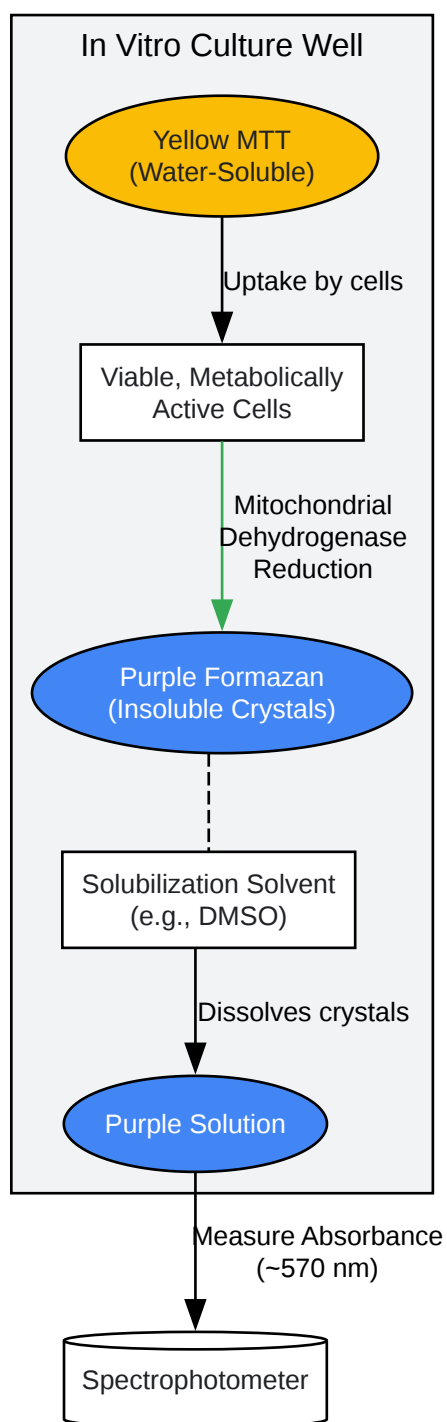 In Vitro Culture Well
Yellow MTT
(Water-Soluble)
Uptake by cells
Viable, Metabolically
Active Cells
Mitochondrial
Dehydrogenase
Reduction
Purple Formazan
(Insoluble Crystals)
Solubilization Solvent
(e.g., DMSO)
Dissolves crystals
Purple Solution
Measure Absorbance
(~570 nm)
Spectrophotometer